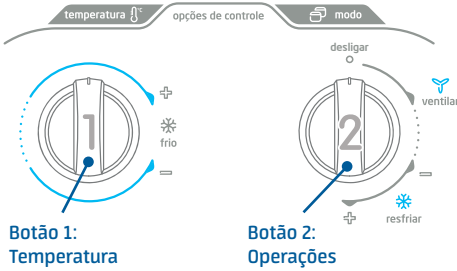 temperatura °C
opções de controle
modo
desligar
ventilar
+
frio
−
−
resfriar
+
1
2
Botão 1:
Temperatura
Botão 2:
Operações